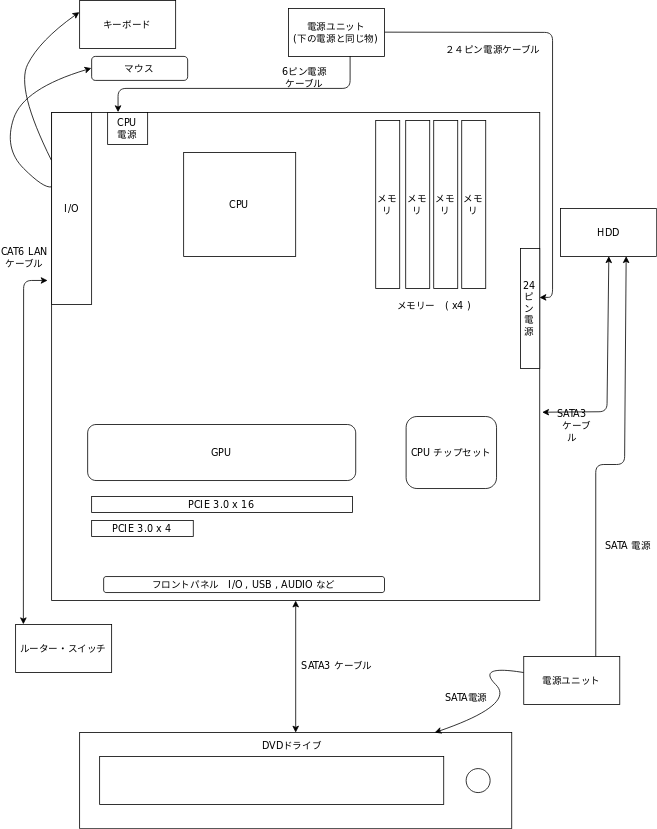 キーボード
電源ユニット
(下の電源と同じ物)
２４ピン電源ケーブル
マウス
6ピン電源
ケーブル
CPU
電源
I/O
CPU
メモ
リ
メモ
リ
メモ
リ
メモ
リ
HDD
CAT6 LAN
ケーブル
24
ピ
ン
電
源
メモリー （ x4 ）
SATA3
ケーブ
ル
GPU
CPU チップセット
PCIE 3.0 x 16
PCIE 3.0 x 4
SATA 電源
フロントパネル I/O , USB , AUDIO など
ルーター・スイッチ
SATA3 ケーブル
電源ユニット
SATA電源
DVDドライブ